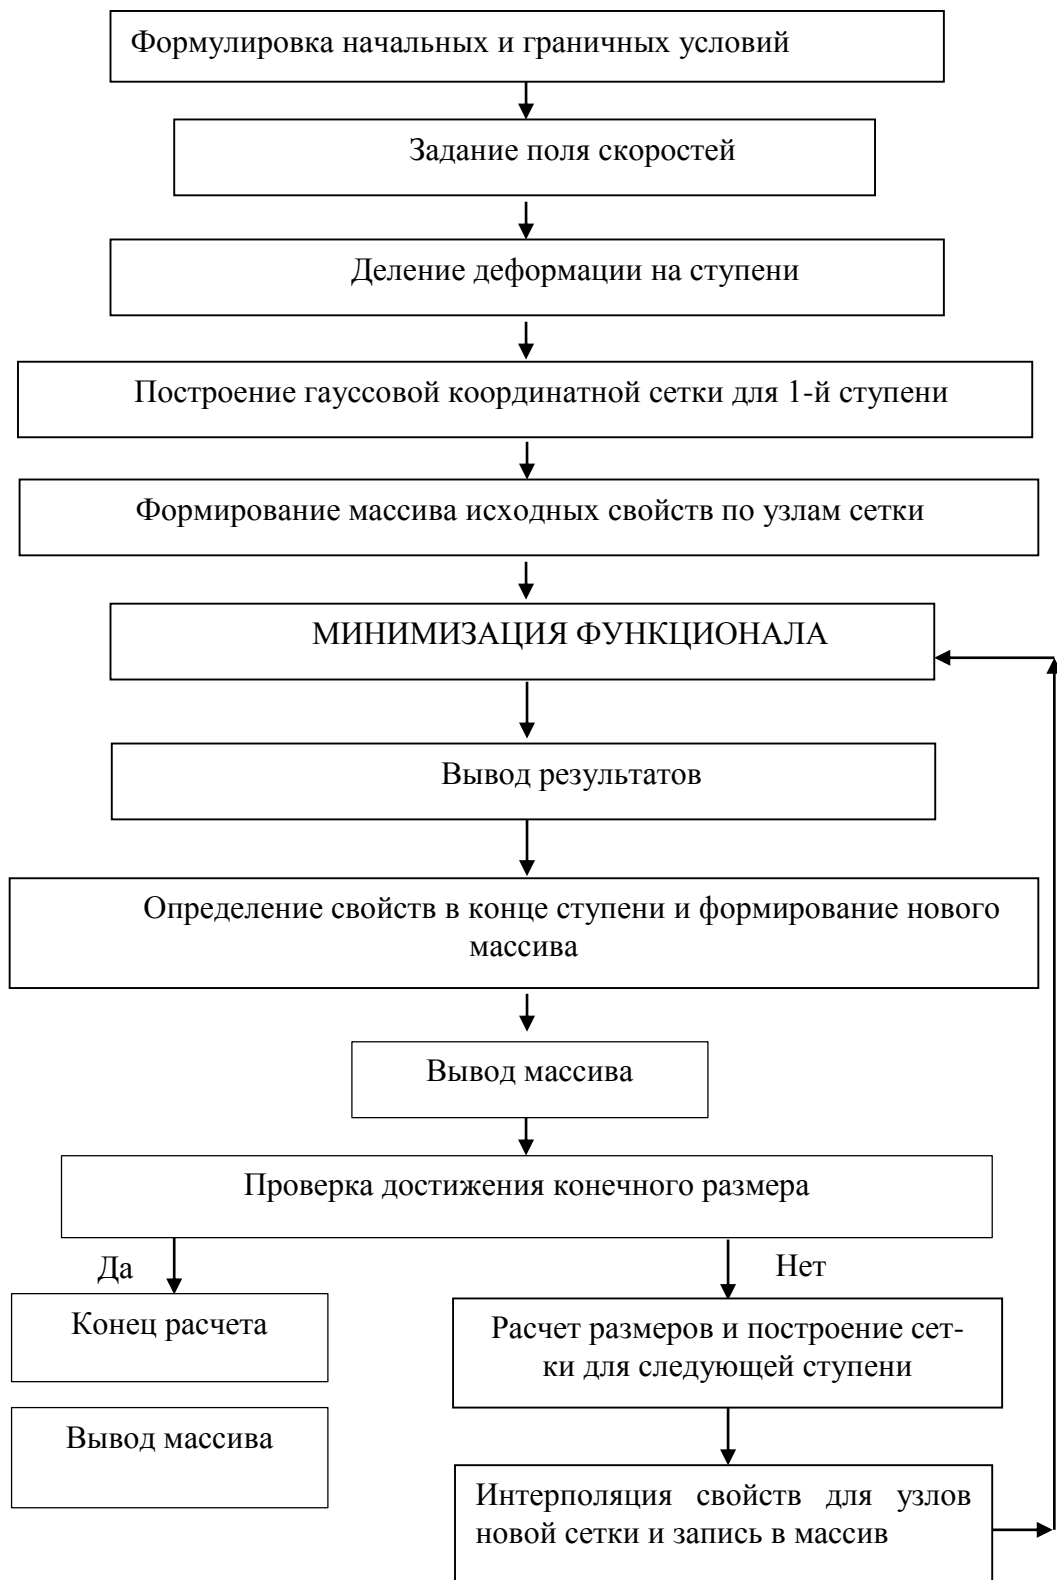 Формулировка начальных и граничных условий
Задание поля скоростей
Деление деформации на ступени
Построение гауссовой координатной сетки для 1-й ступени
Формирование массива исходных свойств по узлам сетки
МИНИМИЗАЦИЯ ФУНКЦИОНАЛА
Вывод результатов
Определение свойств в конце ступени и формирование нового
массива
Вывод массива
Проверка достижения конечного размера
Да
Нет
Конец расчета
Вывод массива
Расчет размеров и построение сет-
ки для следующей ступени
Интерполяция свойств для узлов
новой сетки и запись в массив